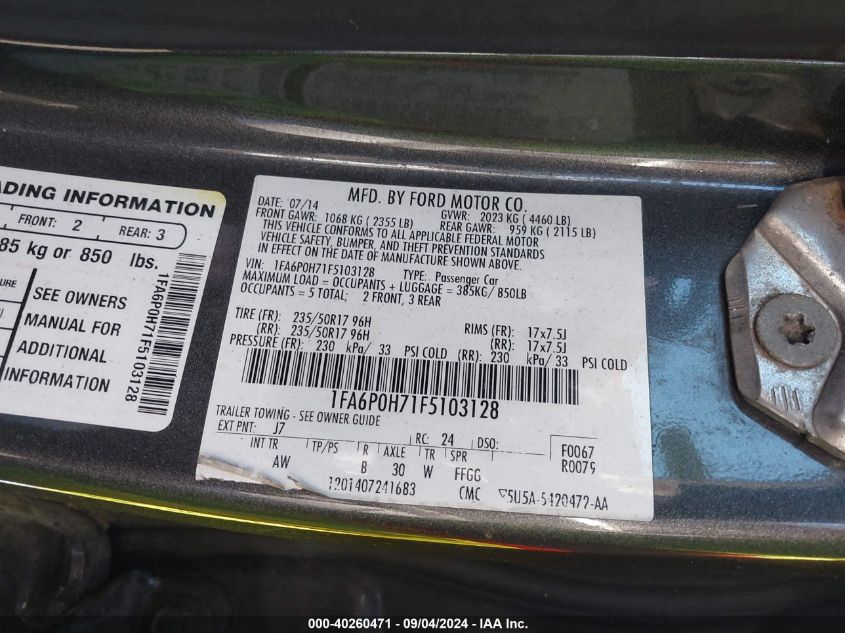 ADING INFORMATION
FRONT: 2 REAR: 3
85 kg or 850 lbs.
SEE OWNERS
MANUAL FOR
ADDITIONAL
INFORMATION
1FA6P0H71F5103128
MFD. BY FORD MOTOR CO.
DATE: 07/14 GVWR: 2023 KG ( 4460 LB)
FRONT GAWR: 1068 KG ( 2355 LB) REAR GAWR: 959 KG ( 2115 LB)
THIS VEHICLE CONFORMS TO ALL APPLICABLE FEDERAL MOTOR
VEHICLE SAFETY, BUMPER, AND THEFT PREVENTION STANDARDS
IN EFFECT ON THE DATE OF MANUFACTURE SHOWN ABOVE.
VIN: 1FA6P0H71F5103128 TYPE: Passenger Car
MAXIMUM LOAD = OCCUPANTS + LUGGAGE = 385KG/ 850LB
OCCUPANTS = 5 TOTAL; 2 FRONT, 3 REAR
TIRE (FR): 235/50R17 96H RIMS (FR): 17x7.5J
(RR): 235/50R17 96H (RR): 17x7.5J
PRESSURE (FR): 230 kPa/ 33 PSI COLD (RR): 230 kPa/33 PSI COLD
1FA6P0H71F5103128
TRAILER TOWING - SEE OWNER GUIDE
EXT PNT: J7 RC: 24 DSO: F0067
INT TR TP/PS R AXLE TR SPR R0079
AW B 30 W FFGG
1201407241683 CMC 5U5A-5420472-AA
000-40260471 - 09/04/2024 - IAA Inc.